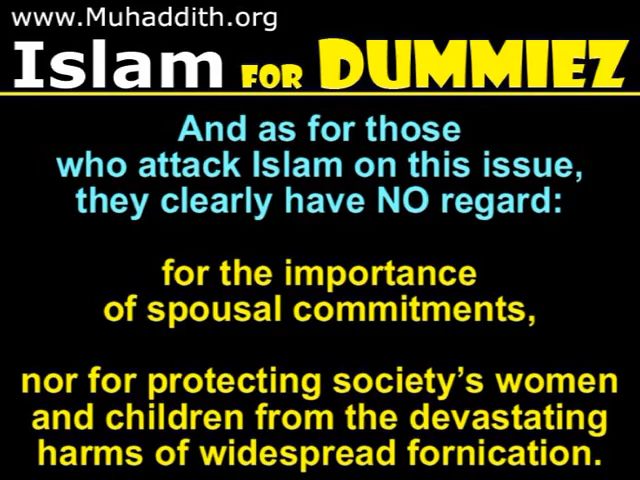 www.Muhaddith.org
Islam FOR DUMMIEZ
And as for those
who attack Islam on this issue,
they clearly have NO regard:
for the importance
of spousal commitments,
nor for protecting society's women
and children from the devastating
harms of widespread fornication.